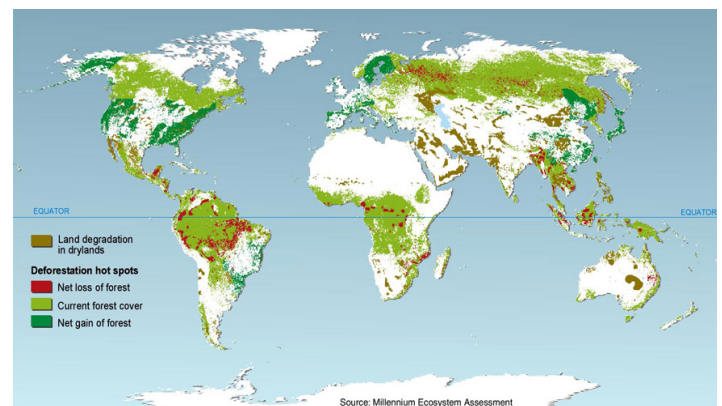 EQUATOR
EQUATOR
Land degradation
in drylands
Deforestation hot spots
Net loss of forest
Current forest cover
Net gain of forest
Source: Millennium Ecosystem Assessment